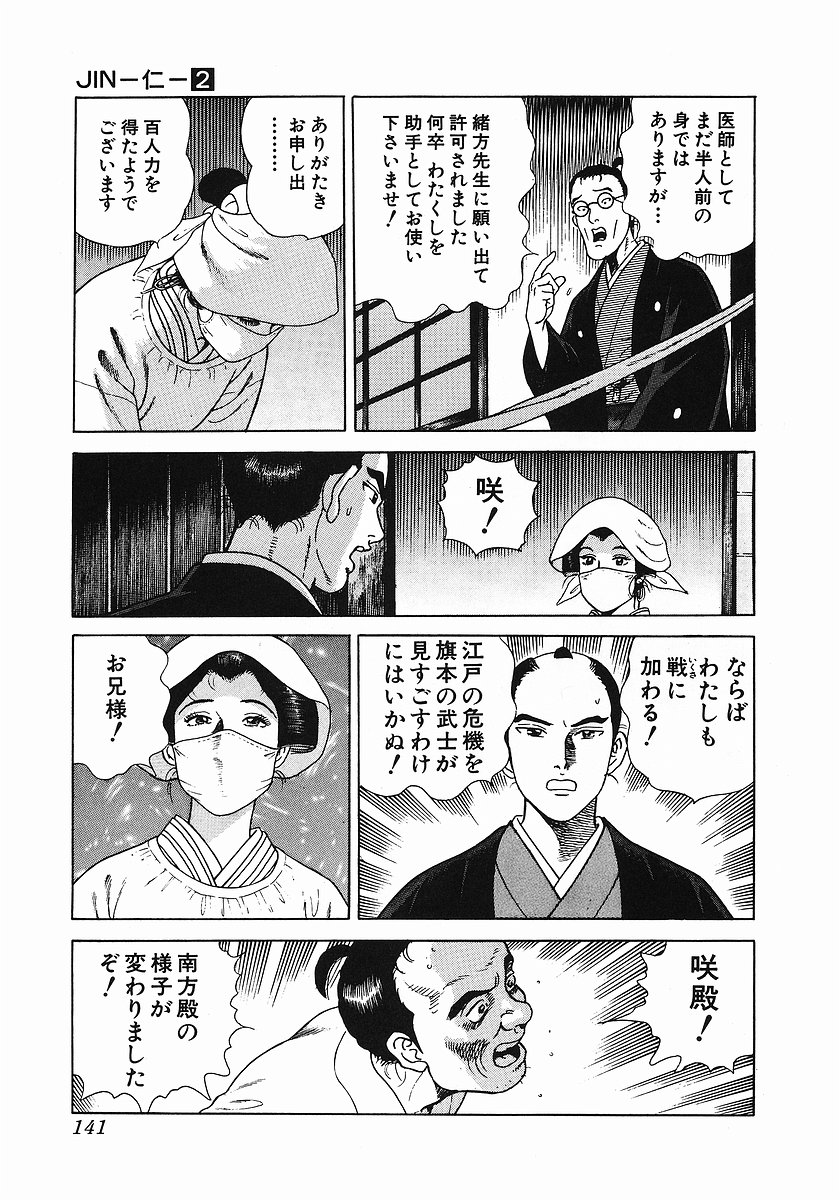 JIN―仁―2
医師として
まだ半人前の
身では
ありますが…
緒方先生に願い出て
許可されました
何卒 わたくしを
助手としてお使い
下さいませ！
ありがたき
お申し出
………
百人力を
得たようで
ございます
咲！
ならば
わたしも
戦に
いくさ
加わる！
江戸の危機を
旗本の武士が
見すごすわけ
にはいかぬ！
お兄様！
咲殿！
南方殿の
様子が
変わりました
ぞ！
141